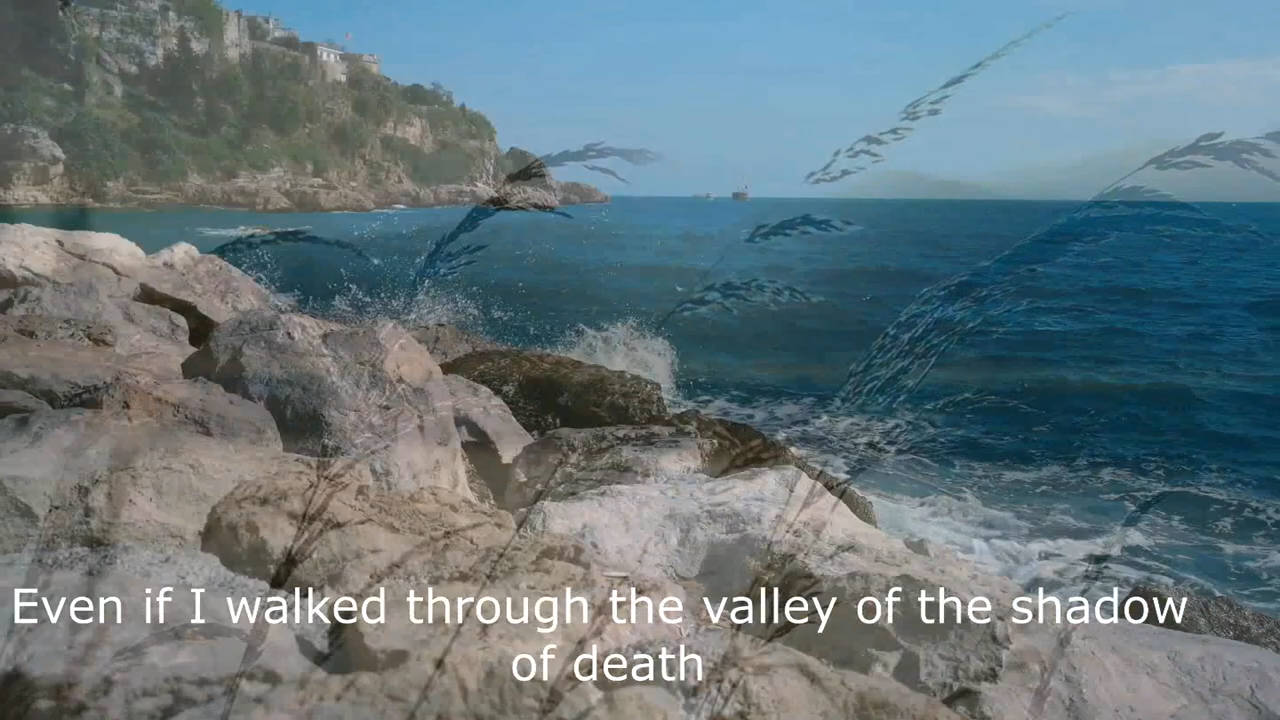 Even if I walked through the valley of the shadow
of death